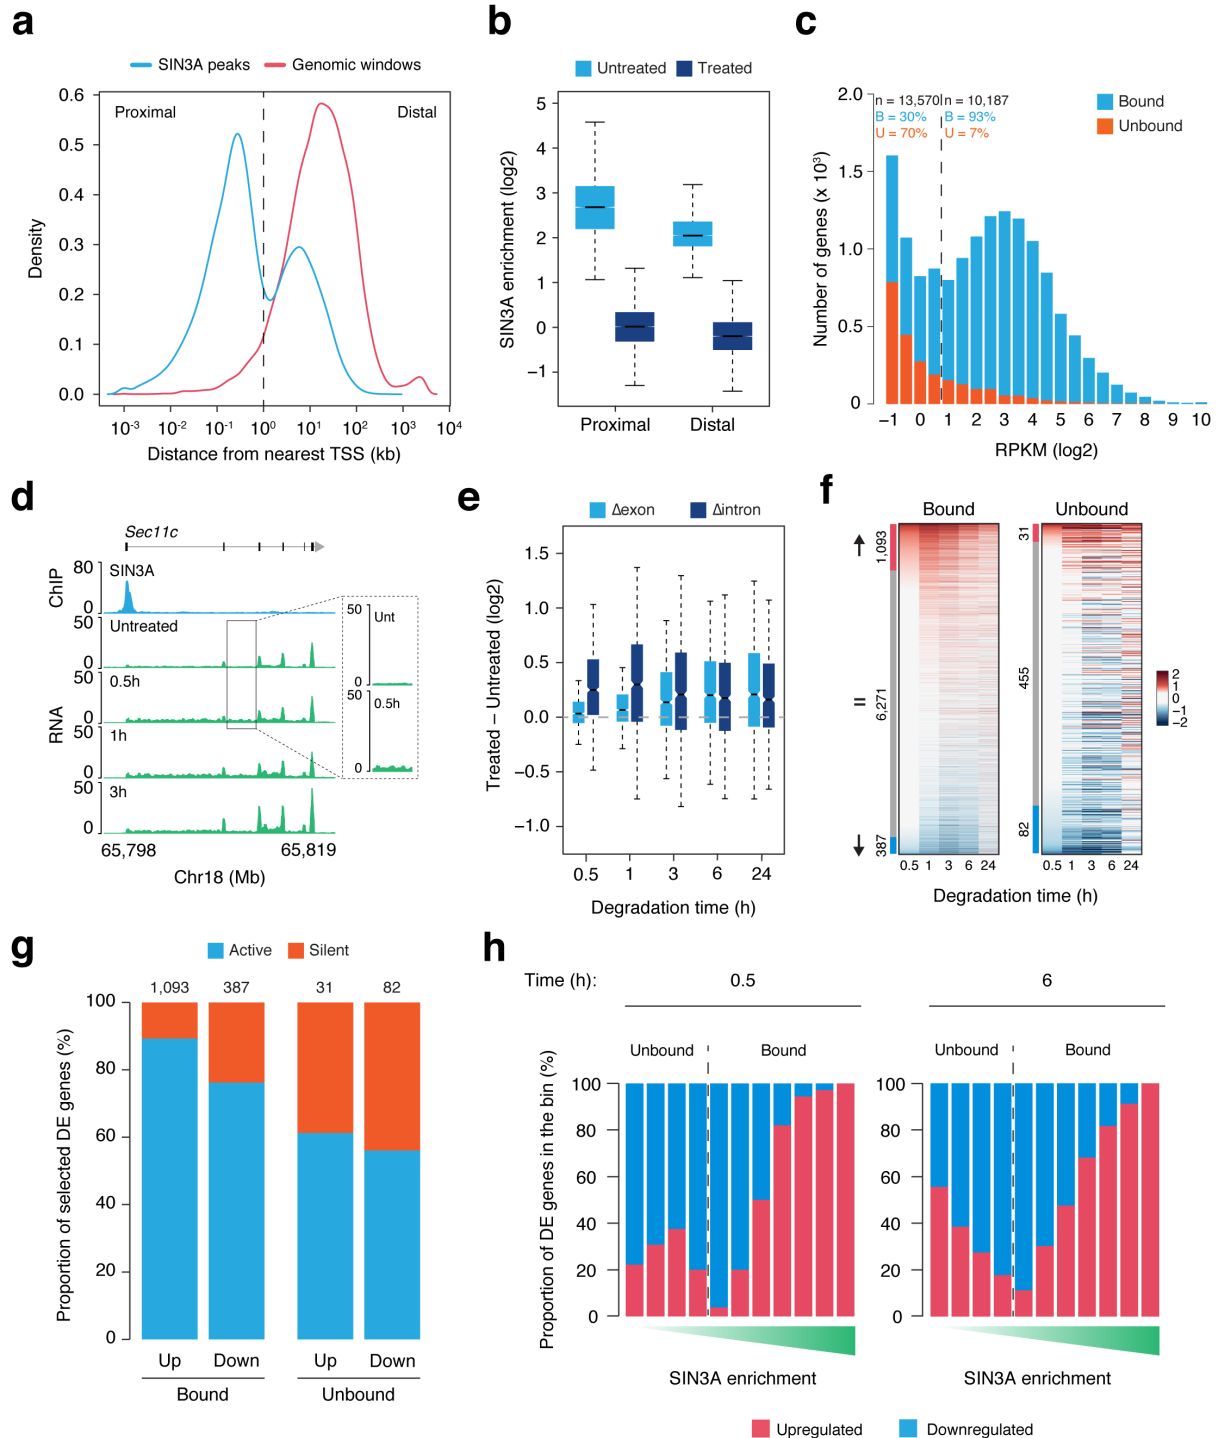 a
SIN3A peaks
Genomic windows
Proximal
Distal
0.6
0.5
0.4
0.3
0.2
0.1
0.0
Density
10-3
10-2
10-1
100
101
102
103
104
Distance from nearest TSS (kb)
b
Untreated
Treated
5
4
3
2
1
0
−1
SIN3A enrichment (log2)
Proximal
Distal
c
2.0
1.5
1.0
0.5
0
Number of genes (x 103)
n = 13,570
B = 30%
U = 70%
n = 10,187
B = 93%
U = 7%
Bound
Unbound
−1 0 1 2 3 4 5 6 7 8 9 10
RPKM (log2)
d
Sec11c
ChIP
80
0
SIN3A
RNA
50
0
Untreated
50
0
0.5h
50
0
1h
50
0
3h
50
Unt
0
50
0.5h
0
65,798
65,819
Chr18 (Mb)
e
Δexon
Δintron
1.5
1.0
0.5
0.0
−0.5
−1.0
Treated − Untreated (log2)
0.5 1 3 6 24
Degradation time (h)
f
Bound
Unbound
1,093
=
6,271
387
31
455
82
0.5 1 3 6 24
0.5 1 3 6 24
2
1
0
−1
−2
Degradation time (h)
g
Active
Silent
1,093
387
31
82
100
80
60
40
20
0
Proportion of selected DE genes (%)
Up
Down
Up
Down
Bound
Unbound
h
Time (h):
0.5
6
Unbound
Bound
Unbound
Bound
Proportion of DE genes in the bin (%)
100
80
60
40
20
0
100
80
60
40
20
0
SIN3A enrichment
SIN3A enrichment
Upregulated
Downregulated